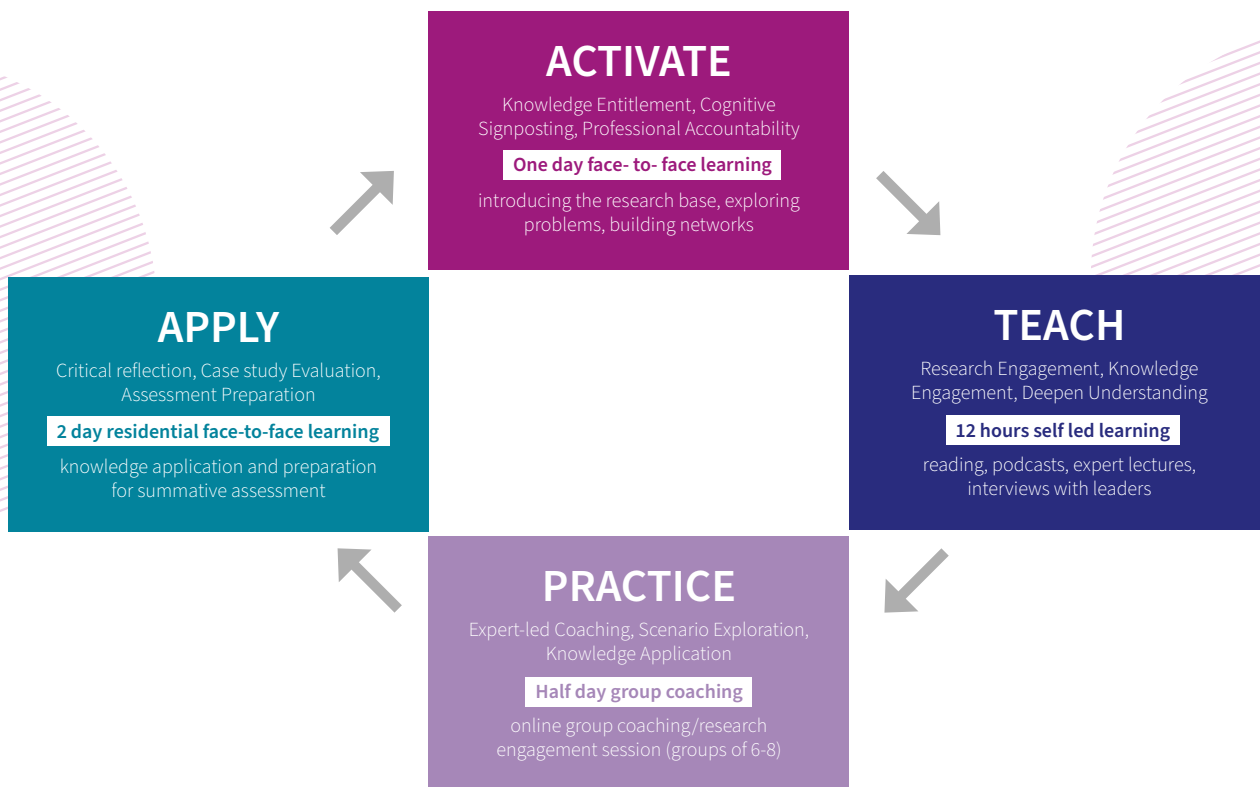 ACTIVATE
Knowledge Entitlement, Cognitive
Signposting, Professional Accountability
One day face- to- face learning
introducing the research base, exploring
problems, building networks
TEACH
Research Engagement, Knowledge
Engagement, Deepen Understanding
12 hours self led learning
reading, podcasts, expert lectures,
interviews with leaders
PRACTICE
Expert-led Coaching, Scenario Exploration,
Knowledge Application
Half day group coaching
online group coaching/research
engagement session (groups of 6-8)
APPLY
Critical reflection, Case study Evaluation,
Assessment Preparation
2 day residential face-to-face learning
knowledge application and preparation
for summative assessment